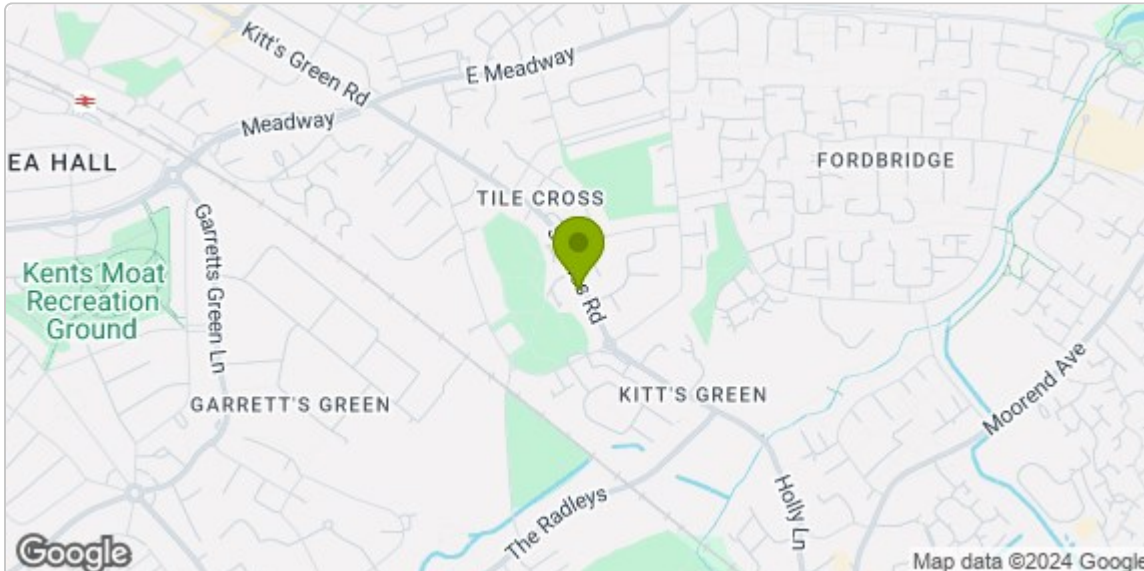 Kitt's Green Rd
E Meadway
Meadway
EA HALL
FORDBRIDGE
TILE CROSS
Garretts Green Ln
Kents Moat
Recreation
Ground
Rd
GARRETT'S GREEN
KITT'S GREEN
Moorend Ave
Holly Ln
The Radleys
Google
Map data ©2024 Google